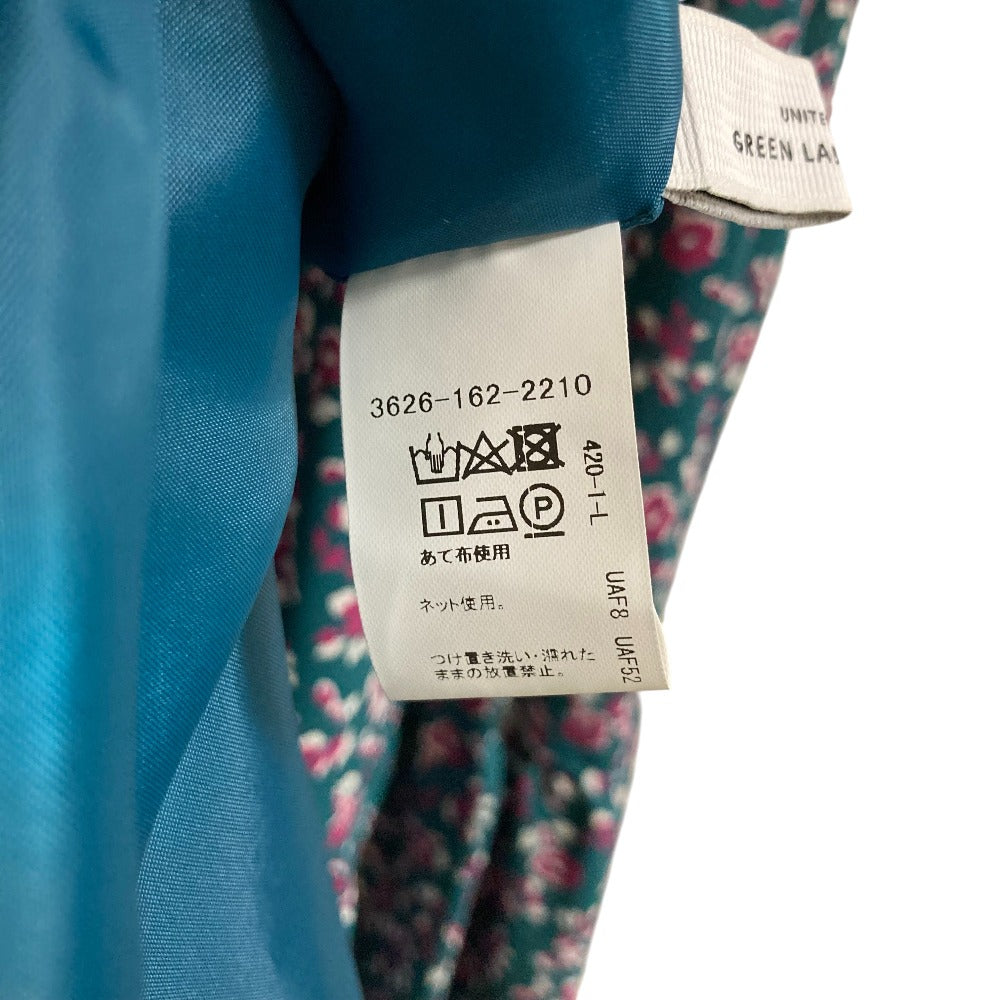 UNITE
GREEN LA
3626-162-2210
420-1-L
P
あて布使用
ネット使用。
つけ置き洗い・濡れた
ままの放置禁止。
UAF8 UAF52